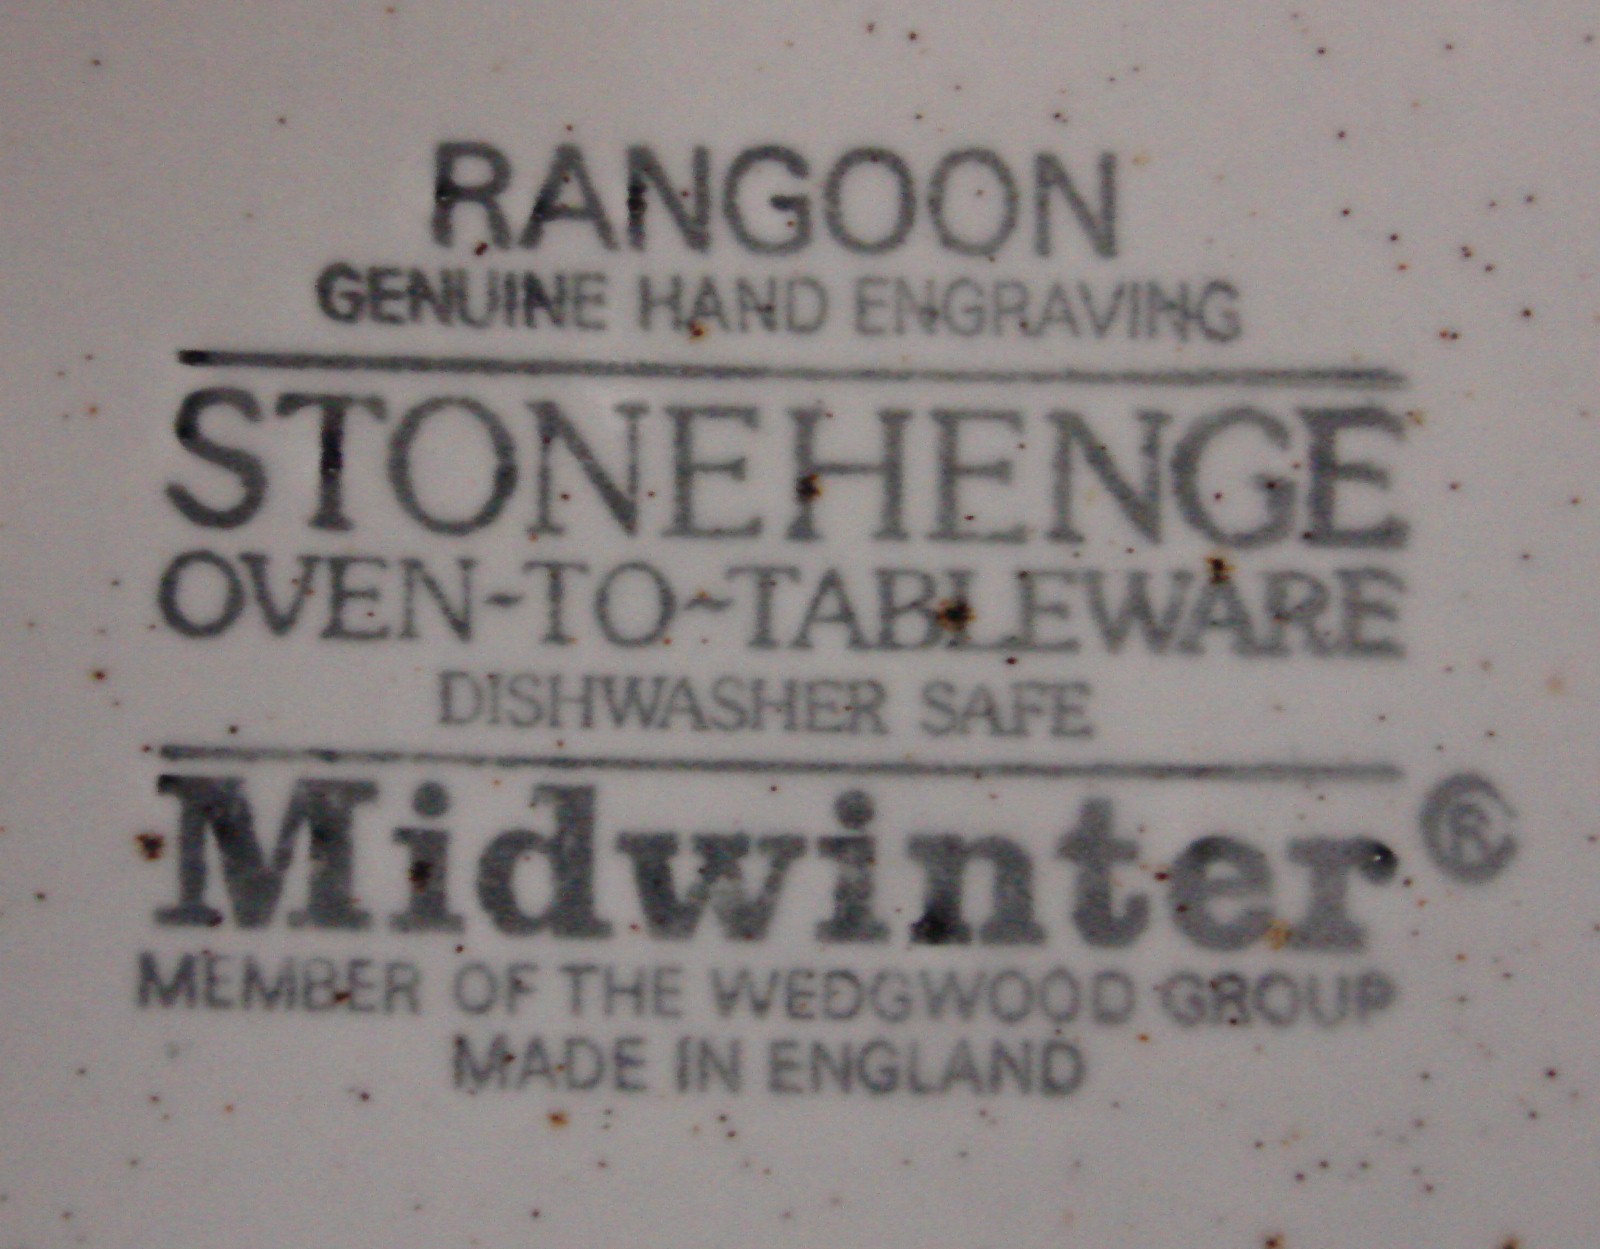 RANGOON
GENUINE HAND ENGRAVING
STONEHENGE
OVEN-TO-TABLEWARE
DISHWASHER SAFE
Midwinter®
MEMBER OF THE WEDGWOOD GROUP
MADE IN ENGLAND